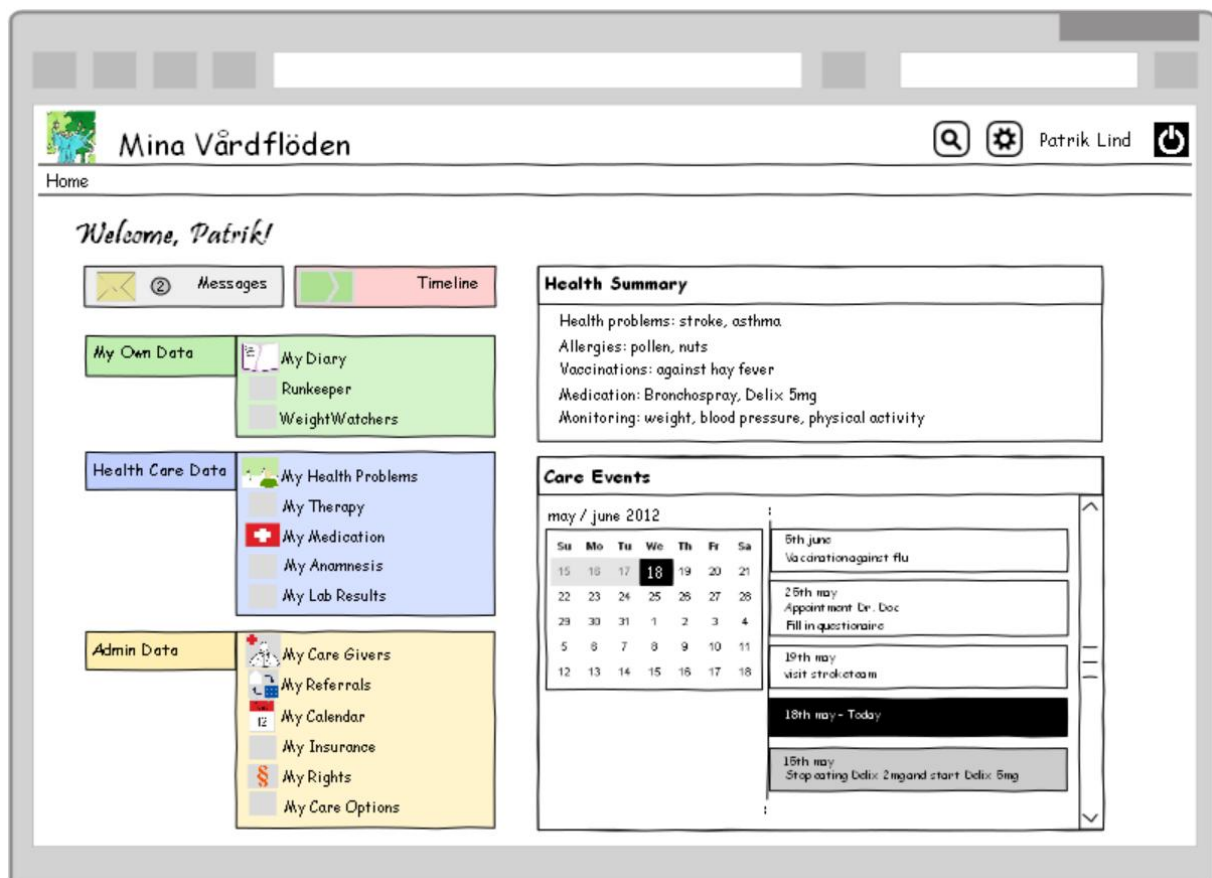 Mina Vårdflöden
Patrik Lind
Home
Welcome, Patrik!
2 Messages
Timeline
My Own Data
My Diary
Runkeeper
WeightWatchers
Health Care Data
My Health Problems
My Therapy
My Medication
My Anamnesis
My Lab Results
Admin Data
My Care Givers
My Referrals
12 My Calendar
My Insurance
§ My Rights
My Care Options
Health Summary
Health problems: stroke, asthma
Allergies: pollen, nuts
Vaccinations: against hay fever
Medication: Bronchospray, Delix 5mg
Monitoring: weight, blood pressure, physical activity
Care Events
may / june 2012
Su Mo Tu We Th Fr Sa
15 16 17 18 19 20 21
22 23 24 25 26 27 28
29 30 31 1 2 3 4
5 6 7 8 9 10 11
12 13 14 15 16 17 18
5th june
Vaccination against flu
25th may
Appointment Dr. Doc
Fill in questionaire
19th may
visit stroketeam
18th may - Today
15th may
Stop eating Delix 2mg and start Delix 5mg